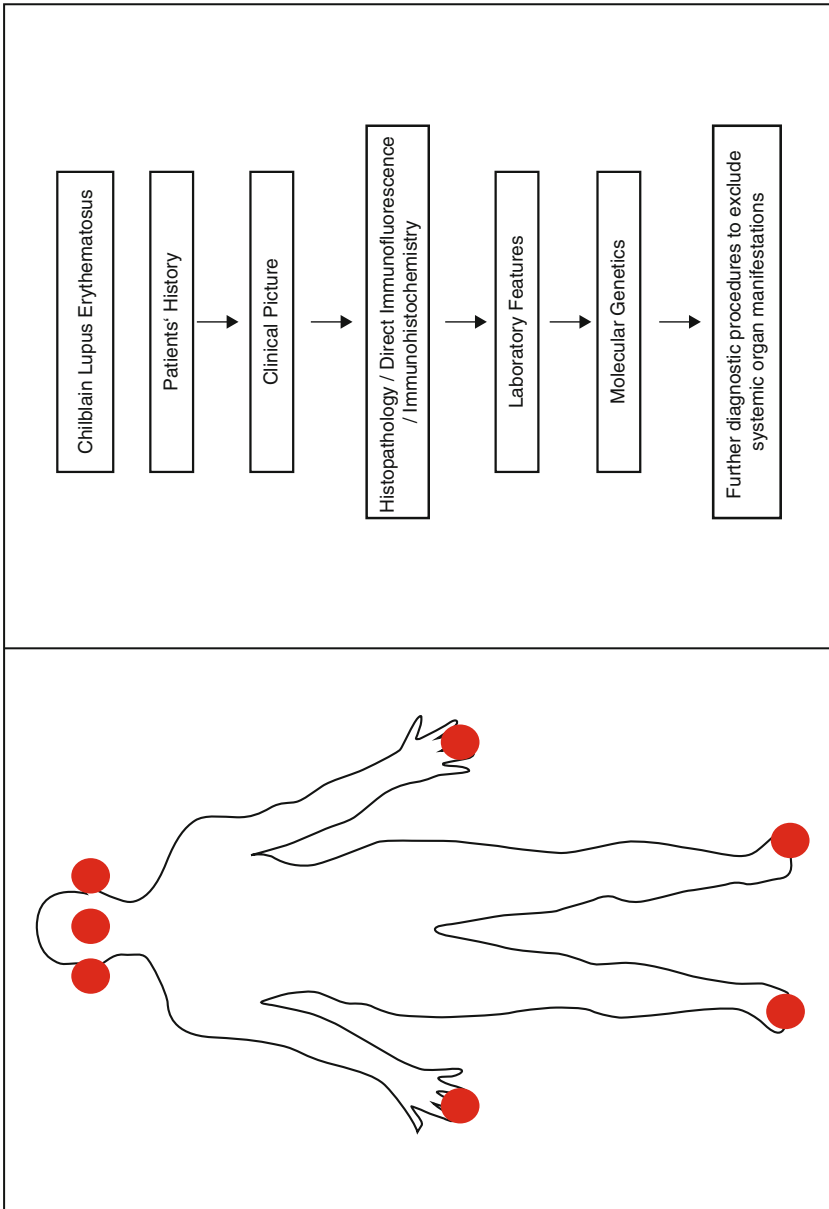 Chilblain Lupus Erythematosus
Patients‘ History
Clinical Picture
Histopathology / Direct Immunofluorescence
/ Immunohistochemistry
Laboratory Features
Molecular Genetics
Further diagnostic procedures to exclude
systemic organ manifestations